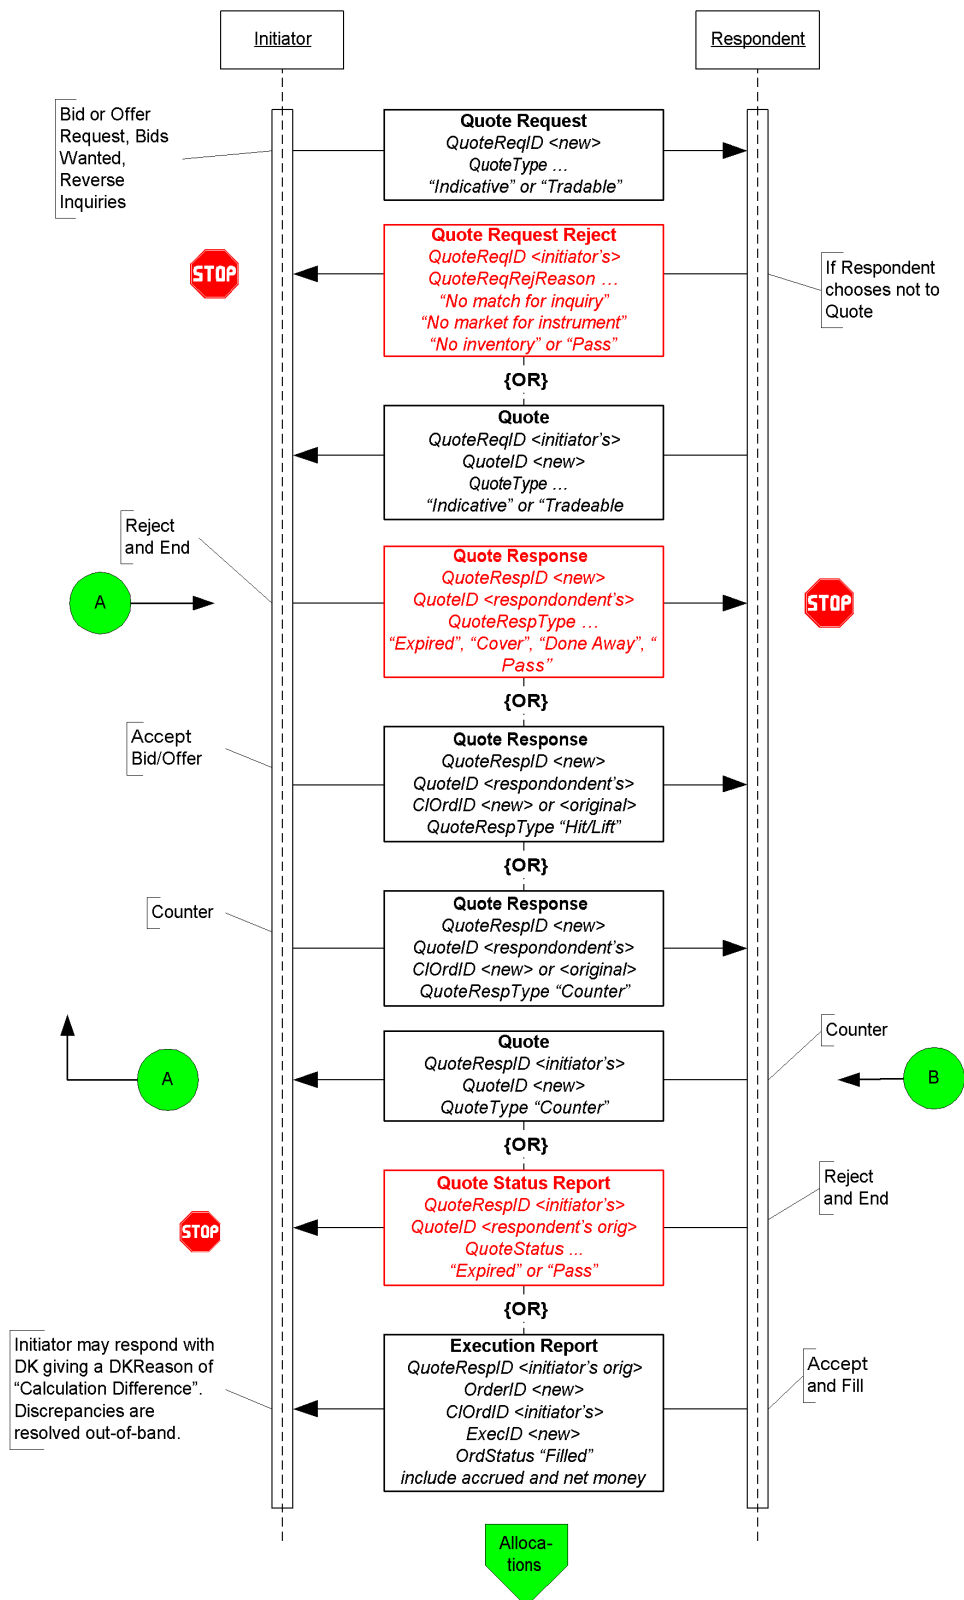 Initiator
Respondent
Bid or Offer
Request, Bids
Wanted,
Reverse
Inquiries
Quote Request
QuoteReqID <new>
QuoteType …
“Indicative” or “Tradable”
STOP
Quote Request Reject
QuoteReqID <initiator’s>
QuoteReqRejReason …
“No match for inquiry”
“No market for instrument”
“No inventory” or “Pass”
If Respondent
chooses not to
Quote
{OR}
Quote
QuoteReqID <initiator’s>
QuoteID <new>
QuoteType …
“Indicative” or “Tradeable
Reject
and End
A
Quote Response
QuoteRespID <new>
QuoteID <respondondent’s>
QuoteRespType …
“Expired”, “Cover”, “Done Away”, “
Pass”
STOP
{OR}
Accept
Bid/Offer
Quote Response
QuoteRespID <new>
QuoteID <respondondent’s>
ClOrdID <new> or <original>
QuoteRespType “Hit/Lift”
{OR}
Counter
Quote Response
QuoteRespID <new>
QuoteID <respondondent’s>
ClOrdID <new> or <original>
QuoteRespType “Counter”
A
Quote
QuoteRespID <initiator’s>
QuoteID <new>
QuoteType “Counter”
Counter
B
{OR}
STOP
Quote Status Report
QuoteRespID <initiator’s>
QuoteID <respondent’s orig>
QuoteStatus ...
“Expired” or “Pass”
Reject
and End
{OR}
Initiator may respond with
DK giving a DKReason of
“Calculation Difference”.
Discrepancies are
resolved out-of-band.
Execution Report
QuoteRespID <initiator’s orig>
OrderID <new>
ClOrdID <initiator’s>
ExecID <new>
OrdStatus “Filled”
include accrued and net money
Accept
and Fill
Alloca-
tions